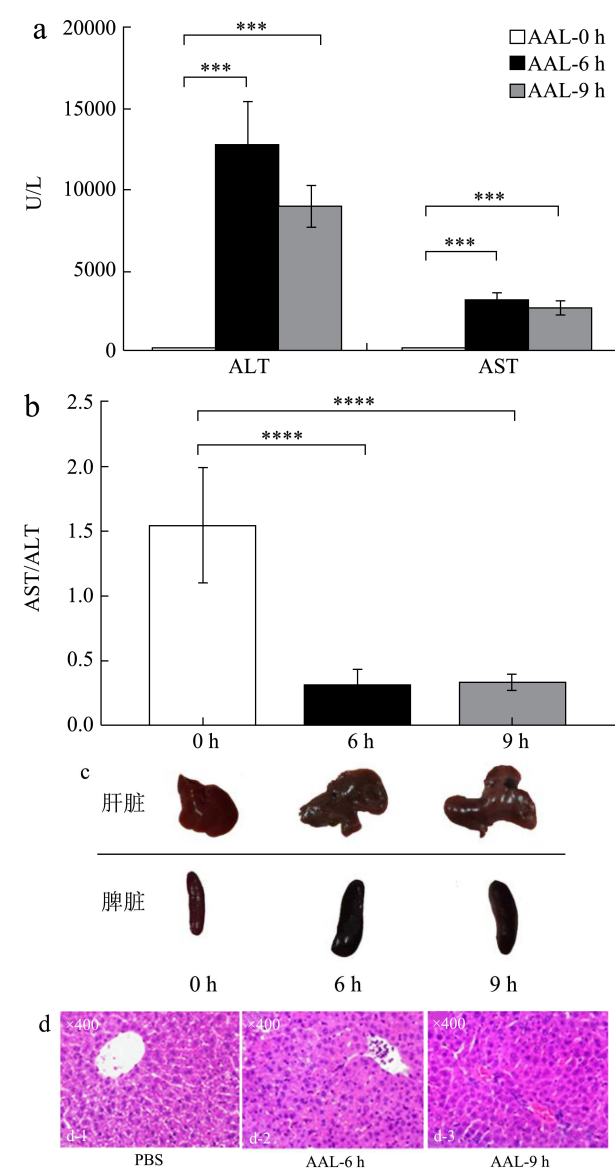 a
20000
15000
10000
5000
0
U/L
***
***
***
***
AAL-0 h
AAL-6 h
AAL-9 h
ALT
AST
b
2.5
2.0
1.5
1.0
0.5
0.0
AST/ALT
****
****
0 h
6 h
9 h
c
肝脏
脾脏
0 h
6 h
9 h
d
×400
×400
×400
d-1
d-2
d-3
PBS
AAL-6 h
AAL-9 h